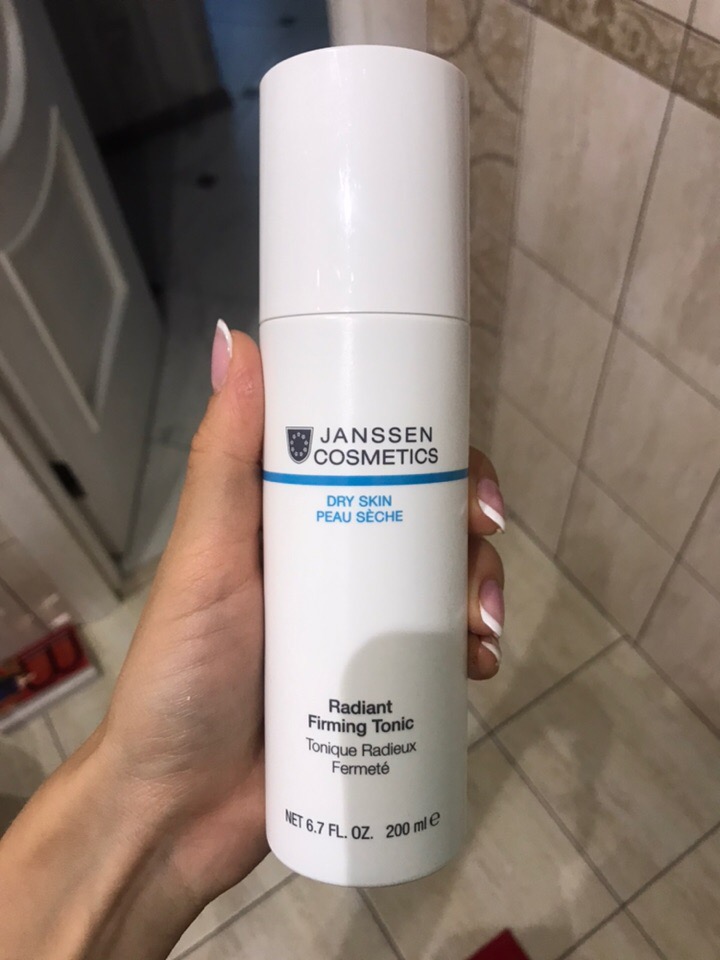 JANSSEN
COSMETICS
DRY SKIN
PEAU SÈCHE
Radiant
Firming Tonic
Tonique Radieux
Fermeté
NET 6.7 FL. OZ. 200 ml ℮